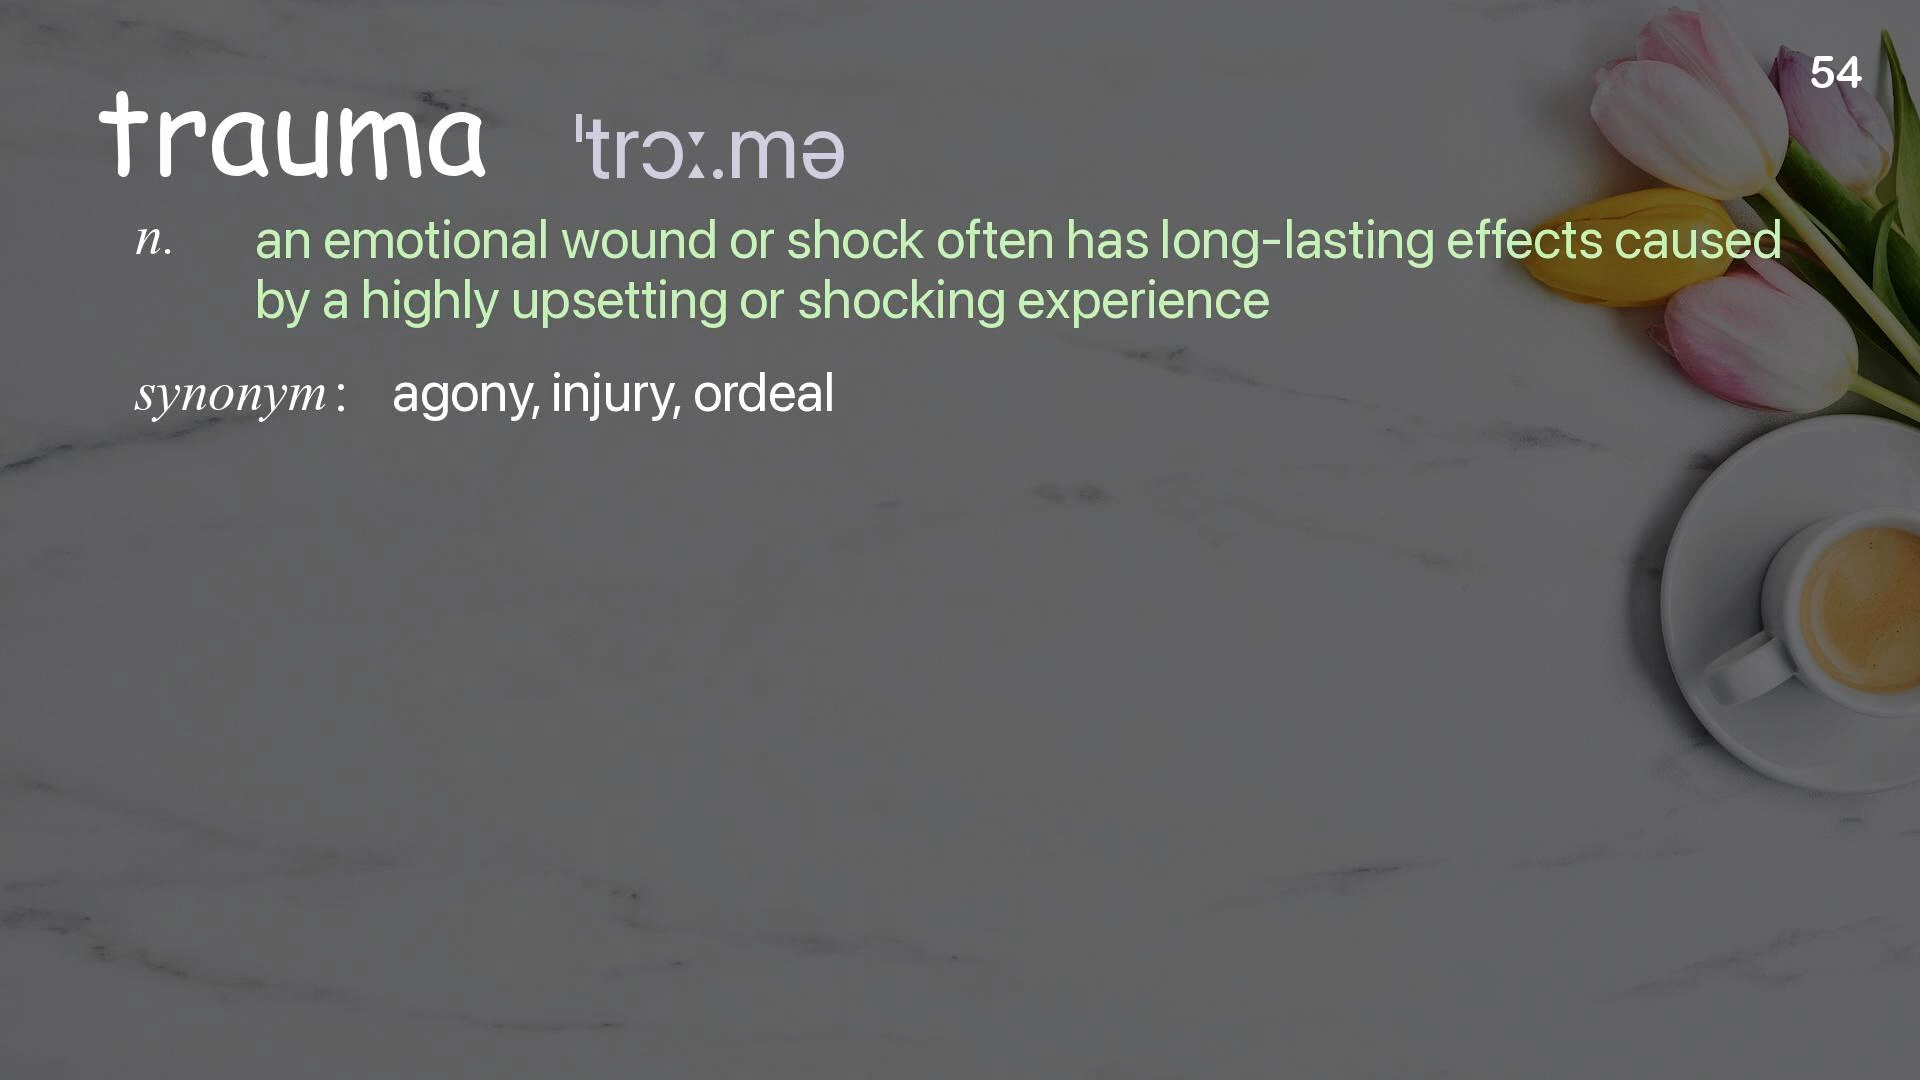 54
trauma ˈtrɔː.mə
n. an emotional wound or shock often has long-lasting effects caused
by a highly upsetting or shocking experience
synonym: agony, injury, ordeal